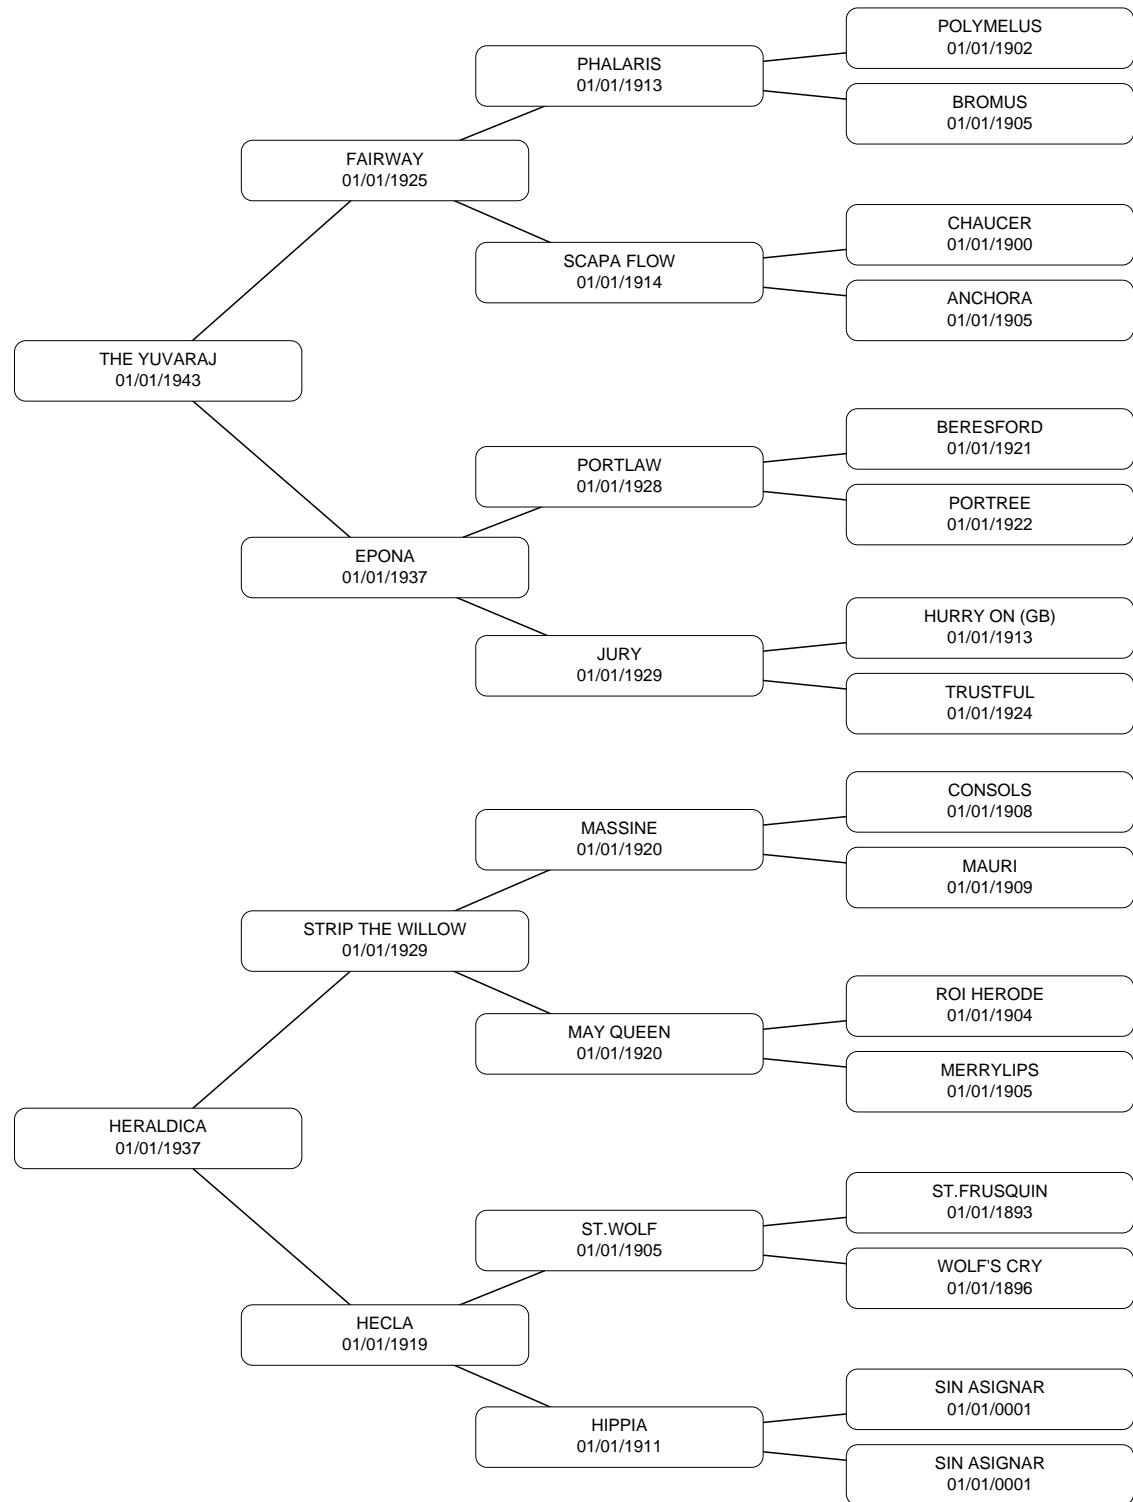 POLYMELUS
01/01/1902
PHALARIS
01/01/1913
BROMUS
01/01/1905
FAIRWAY
01/01/1925
CHAUCER
01/01/1900
SCAPA FLOW
01/01/1914
ANCHORA
01/01/1905
THE YUVARAJ
01/01/1943
BERESFORD
01/01/1921
PORTLAW
01/01/1928
PORTREE
01/01/1922
EPONA
01/01/1937
HURRY ON (GB)
01/01/1913
JURY
01/01/1929
TRUSTFUL
01/01/1924
CONSOLS
01/01/1908
MASSINE
01/01/1920
MAURI
01/01/1909
STRIP THE WILLOW
01/01/1929
ROI HERODE
01/01/1904
MAY QUEEN
01/01/1920
MERRYLIPS
01/01/1905
HERALDICA
01/01/1937
ST.FRUSQUIN
01/01/1893
ST.WOLF
01/01/1905
WOLF'S CRY
01/01/1896
HECLA
01/01/1919
SIN ASIGNAR
01/01/0001
HIPPIA
01/01/1911
SIN ASIGNAR
01/01/0001